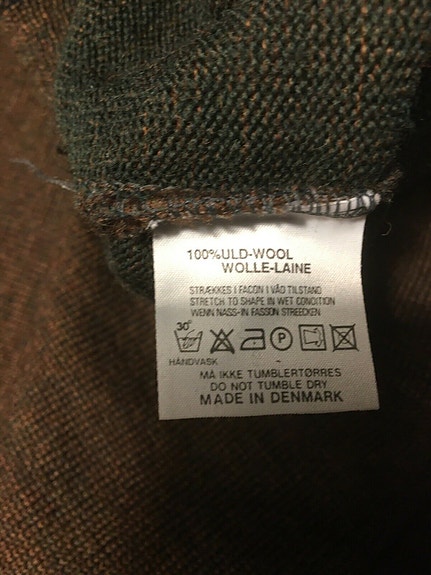 100%ULD-WOOL
WOLLE-LAINE
STRÆKKES I FACON I VÅD TILSTAND
STRETCH TO SHAPE IN WET CONDITION
WENN NASS-IN FASSON STREECKEN
30°
P
HÅNDVASK
MÅ IKKE TUMBLERTØRRES
DO NOT TUMBLE DRY
MADE IN DENMARK